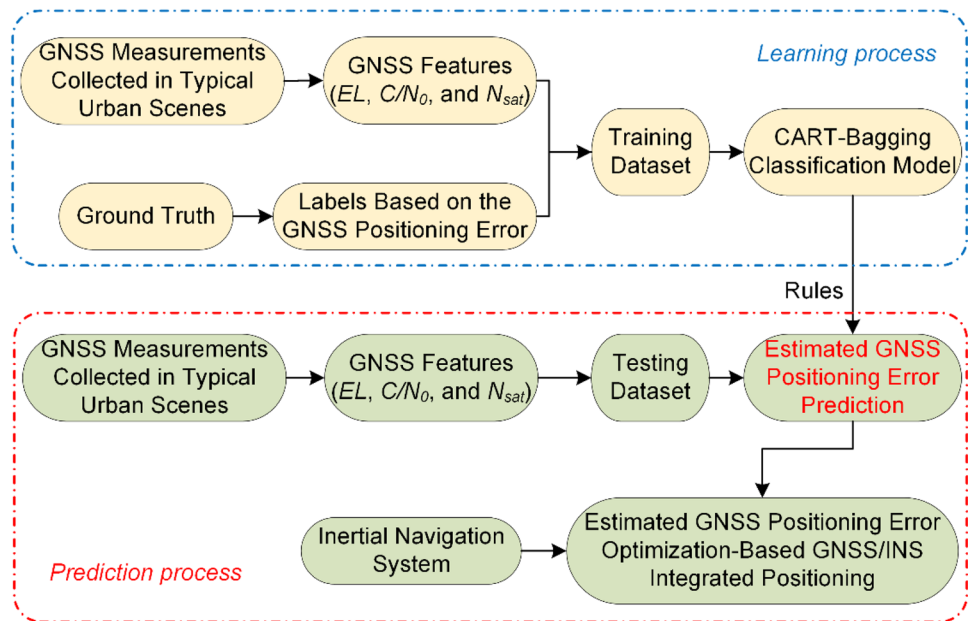 GNSS Measurements
Collected in Typical
Urban Scenes
GNSS Features
(EL, C/N0, and Nsat)
Learning process
Training
Dataset
CART-Bagging
Classification Model
Ground Truth
Labels Based on the
GNSS Positioning Error
Rules
GNSS Measurements
Collected in Typical
Urban Scenes
GNSS Features
(EL, C/N0, and Nsat)
Testing
Dataset
Estimated GNSS
Positioning Error
Prediction
Inertial Navigation
System
Estimated GNSS Positioning Error
Optimization-Based GNSS/INS
Integrated Positioning
Prediction process